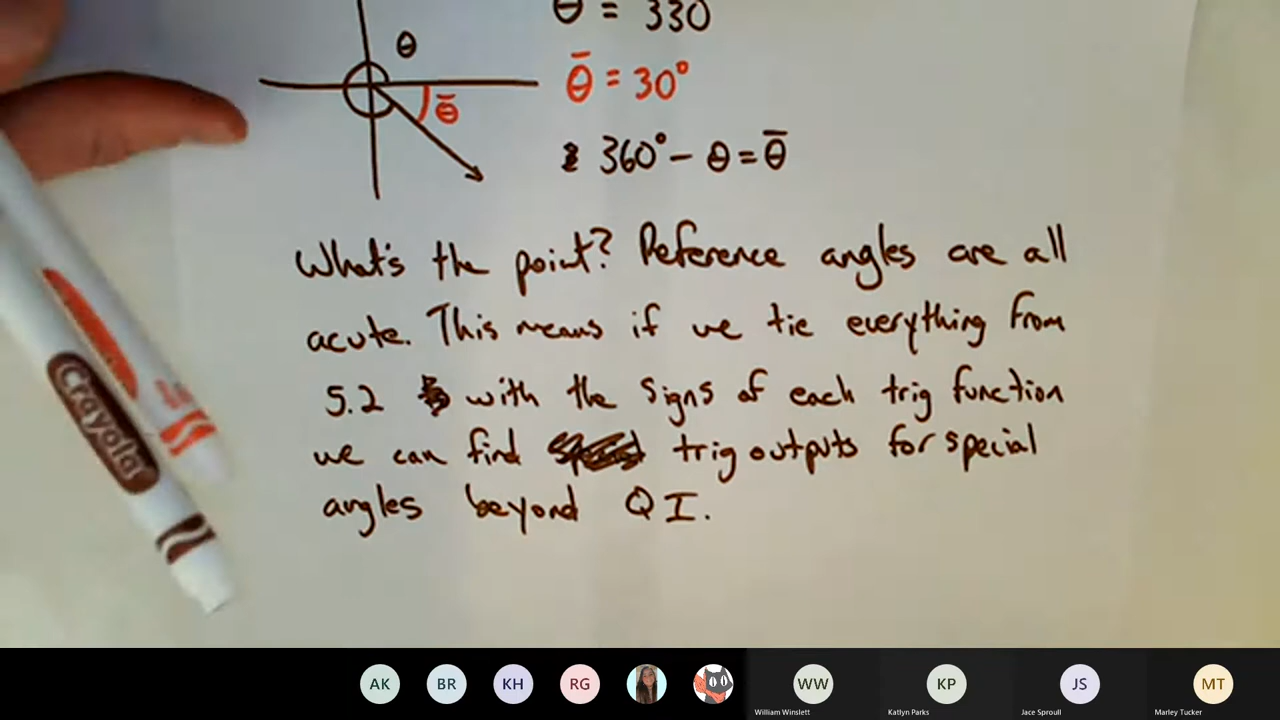 θ = 330
θ
θ̄ = 30°
θ̄
360° - θ = θ̄
What's the point? Reference angles are all
acute. This means if we tie everything from
5.2 with the signs of each trig function
we can find trig outputs for special
angles beyond QI.
Crayola
AK BR KH RG WW KP JS MT
William Winslett Katlyn Parks Jace Sproull Marley Tucker